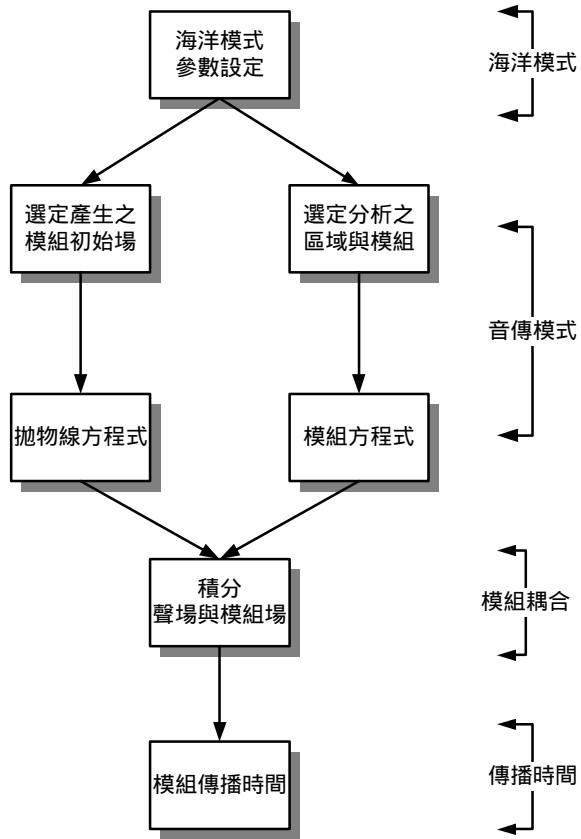 海洋模式
參數設定
海洋模式
選定產生之
模組初始場
選定分析之
區域與模組
音傳模式
拋物線方程式
模組方程式
積分
聲場與模組場
模組耦合
模組傳播時間
傳播時間